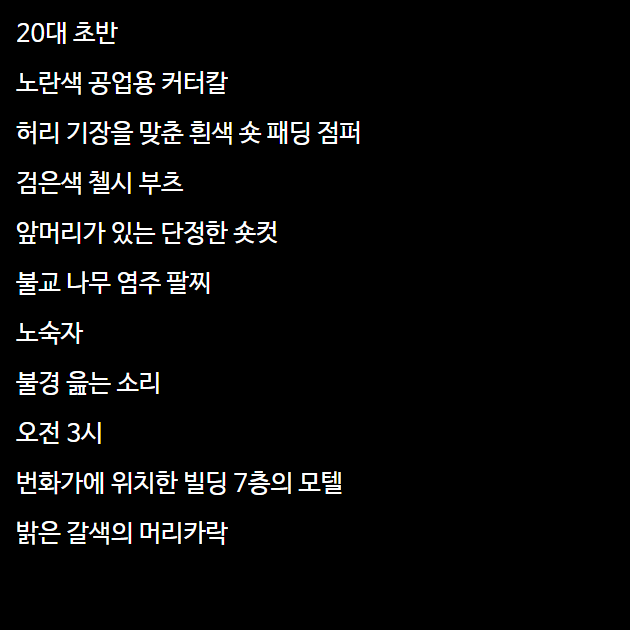 20대 초반
노란색 공업용 커터칼
허리 기장을 맞춘 흰색 숏 패딩 점퍼
검은색 첼시 부츠
앞머리가 있는 단정한 숏컷
불교 나무 염주 팔찌
노숙자
불경 읊는 소리
오전 3시
번화가에 위치한 빌딩 7층의 모텔
밝은 갈색의 머리카락